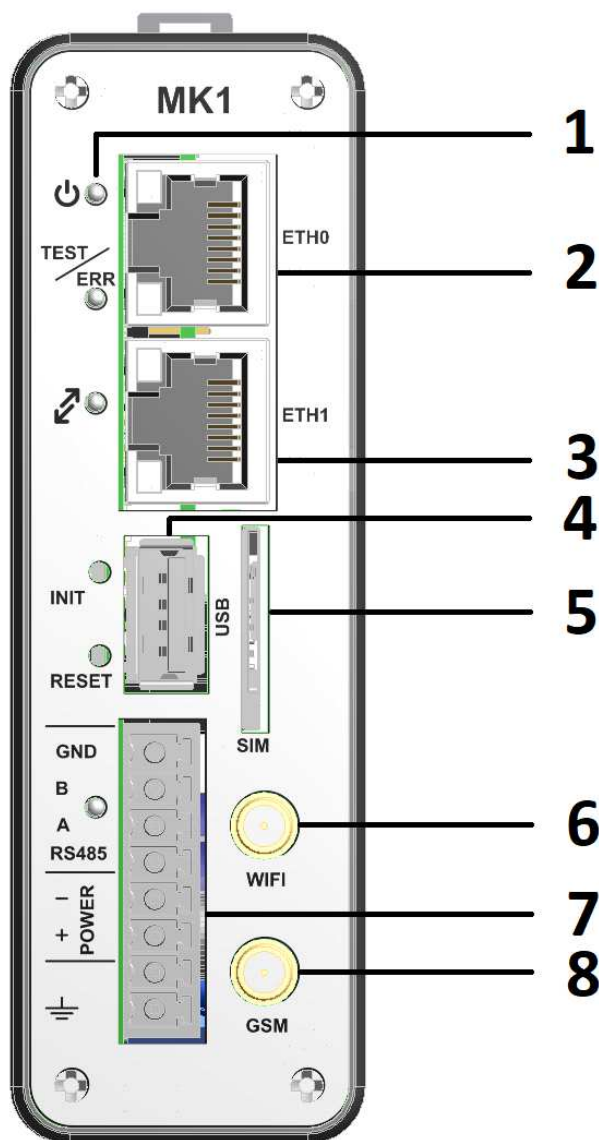 MK1
1
ETH0
TEST
ERR
2
ETH1
3
4
INIT
USB
5
RESET
SIM
GND
B
A
RS485
6
WIFI
–
+
POWER
7
8
GSM